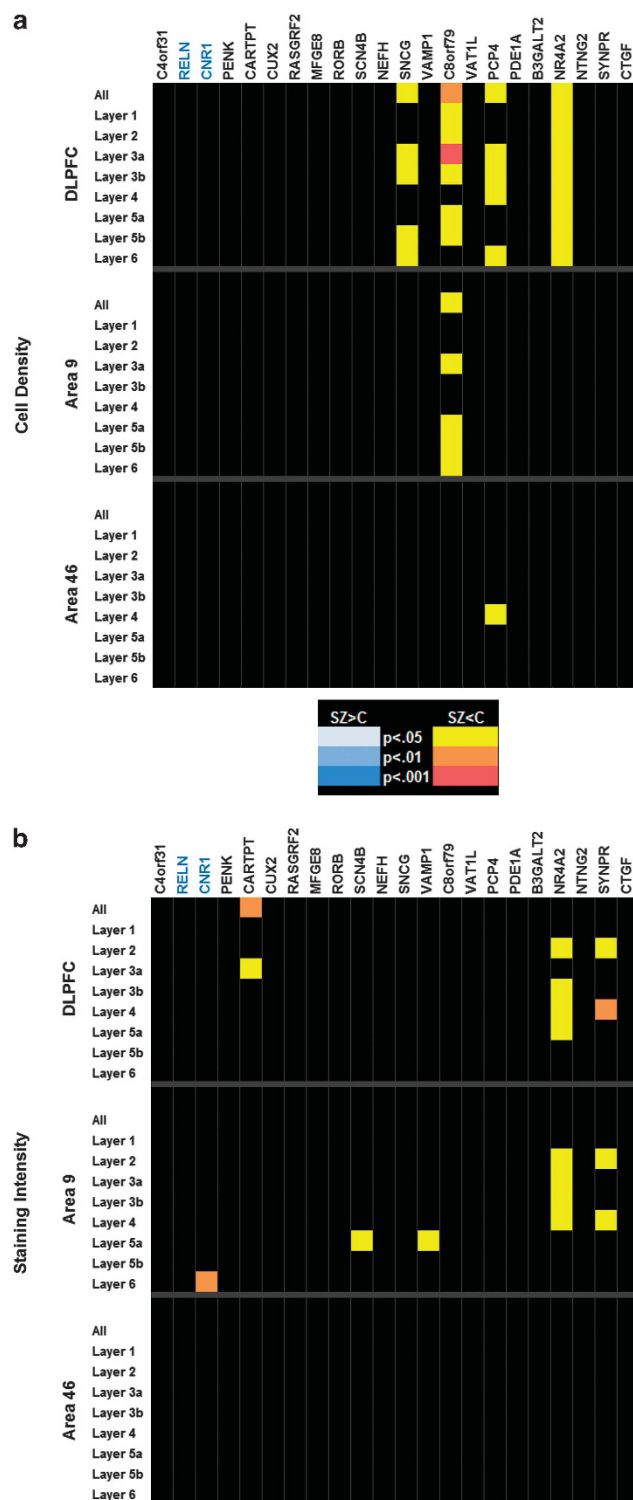 a
C4orf31 RELN CNR1 PENK CARTPT CUX2 RASGRF2 MFGE8 RORB SCN4B NEFH SNCG VAMP1 C8orf79 VAT1L PCP4 PDE1A B3GALT2 NR4A2 NTNG2 SYNPR CTGF
Cell Density
DLPFC
All
Layer 1
Layer 2
Layer 3a
Layer 3b
Layer 4
Layer 5a
Layer 5b
Layer 6
Area 9
All
Layer 1
Layer 2
Layer 3a
Layer 3b
Layer 4
Layer 5a
Layer 5b
Layer 6
Area 46
All
Layer 1
Layer 2
Layer 3a
Layer 3b
Layer 4
Layer 5a
Layer 5b
Layer 6
SZ>C SZ<C
p<.05
p<.01
p<.001
b
C4orf31 RELN CNR1 PENK CARTPT CUX2 RASGRF2 MFGE8 RORB SCN4B NEFH SNCG VAMP1 C8orf79 VAT1L PCP4 PDE1A B3GALT2 NR4A2 NTNG2 SYNPR CTGF
Staining Intensity
DLPFC
All
Layer 1
Layer 2
Layer 3a
Layer 3b
Layer 4
Layer 5a
Layer 5b
Layer 6
Area 9
All
Layer 1
Layer 2
Layer 3a
Layer 3b
Layer 4
Layer 5a
Layer 5b
Layer 6
Area 46
All
Layer 1
Layer 2
Layer 3a
Layer 3b
Layer 4
Layer 5a
Layer 5b
Layer 6